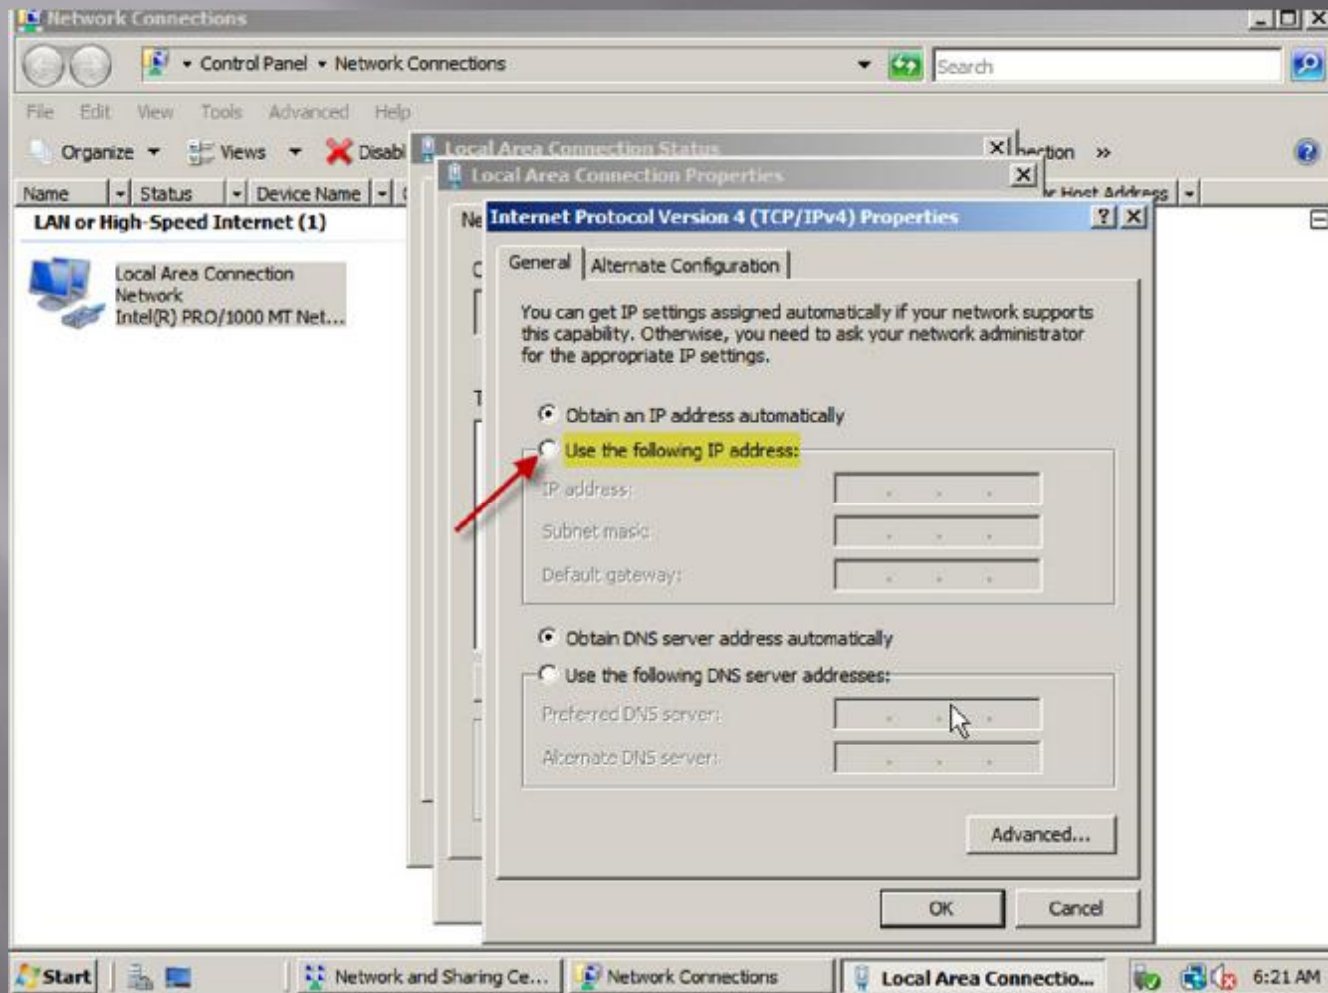 Network Connections
Control Panel Network Connections
Search
File Edit View Tools Advanced Help
Organize Views Disabl
Name Status Device Name
Host Address
LAN or High-Speed Internet (1)
Local Area Connection
Network
Intel(R) PRO/1000 MT Net...
Local Area Connection Status
Local Area Connection Properties
Ne
Internet Protocol Version 4 (TCP/IPv4) Properties
General Alternate Configuration
You can get IP settings assigned automatically if your network supports
this capability. Otherwise, you need to ask your network administrator
for the appropriate IP settings.
Obtain an IP address automatically
Use the following IP address:
IP address:
Subnet mask:
Default gateway:
Obtain DNS server address automatically
Use the following DNS server addresses:
Preferred DNS server:
Alternate DNS server:
Advanced...
OK Cancel
Start Network and Sharing Ce... Network Connections Local Area Connectio... 6:21 AM